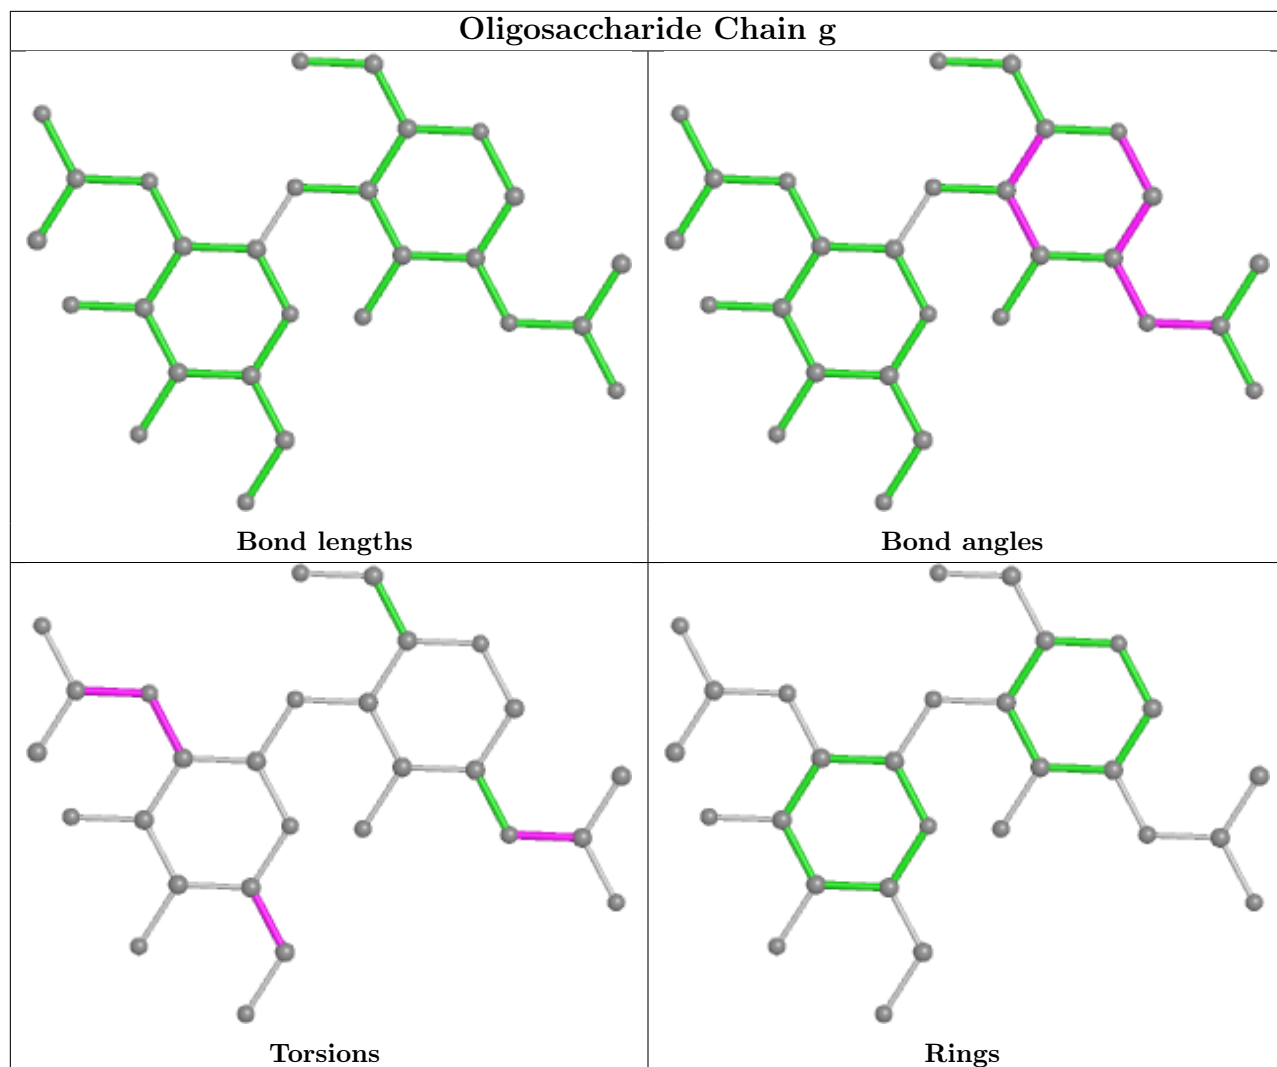 Oligosaccharide Chain g
Bond lengths
Bond angles
Torsions
Rings